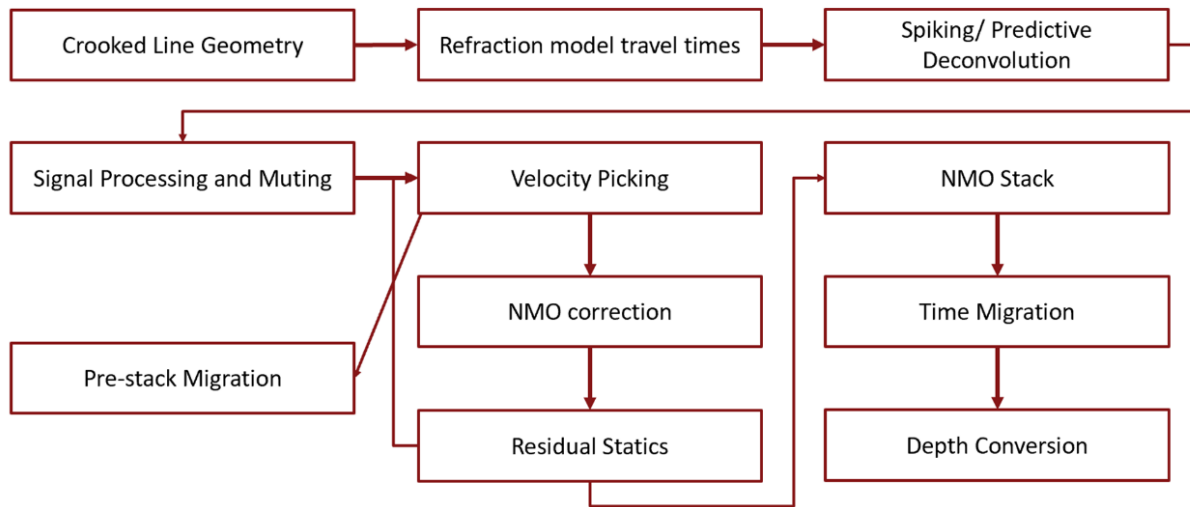 Crooked Line Geometry
Refraction model travel times
Spiking/ Predictive
Deconvolution
Signal Processing and Muting
Velocity Picking
NMO Stack
NMO correction
Time Migration
Pre-stack Migration
Residual Statics
Depth Conversion